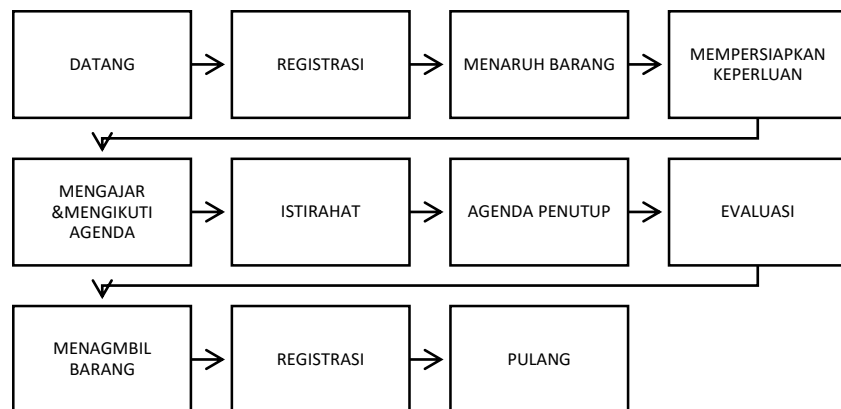 DATANG
REGISTRASI
MENARUH BARANG
MEMPERSIAPKAN
KEPERLUAN
MENGAJAR
&MENGIKUTI
AGENDA
ISTIRAHAT
AGENDA PENUTUP
EVALUASI
MENAGMBIL
BARANG
REGISTRASI
PULANG